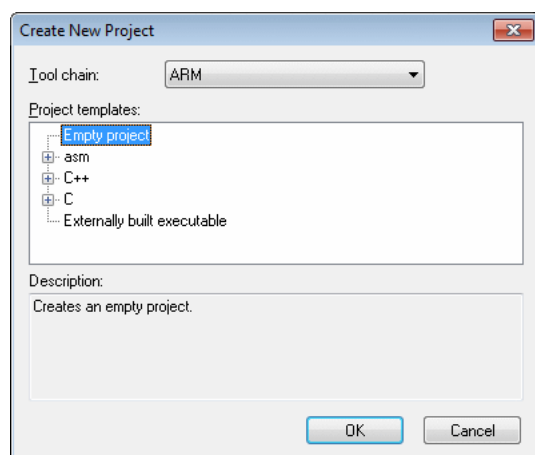 Create New Project
Tool chain: ARM
Project templates:
Empty project
asm
C++
C
Externally built executable
Description:
Creates an empty project.
OK Cancel